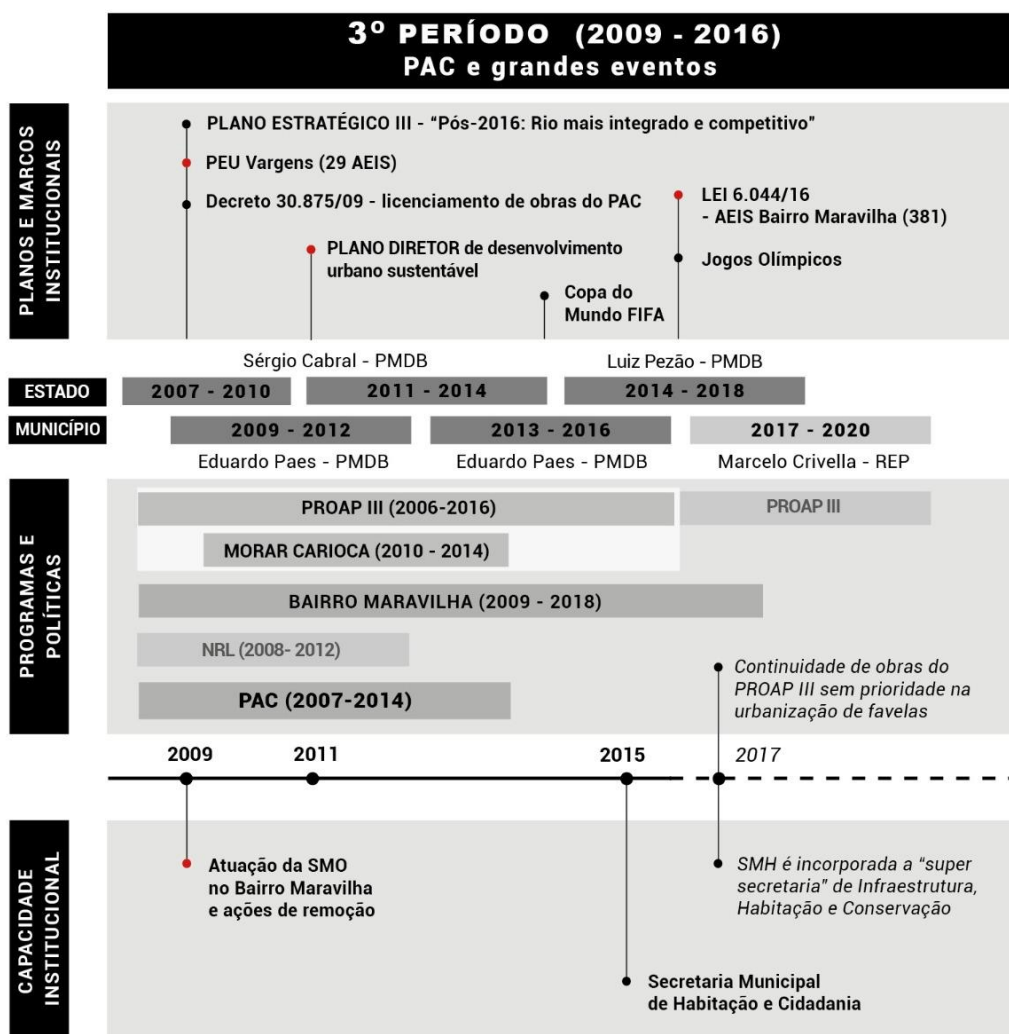 3º PERÍODO (2009 - 2016)
PAC e grandes eventos
PLANOS E MARCOS
INSTITUCIONAIS
PLANO ESTRATÉGICO III - “Pós-2016: Rio mais integrado e competitivo”
PEU Vargens (29 AEIS)
Decreto 30.875/09 - licenciamento de obras do PAC
PLANO DIRETOR de desenvolvimento
urbano sustentável
Copa do
Mundo FIFA
LEI 6.044/16
- AEIS Bairro Maravilha (381)
Jogos Olímpicos
Sérgio Cabral - PMDB
Luiz Pezão - PMDB
ESTADO
2007 - 2010
2011 - 2014
2014 - 2018
MUNICÍPIO
2009 - 2012
2013 - 2016
2017 - 2020
Eduardo Paes - PMDB
Eduardo Paes - PMDB
Marcelo Crivella - REP
PROGRAMAS E
POLÍTICAS
PROAP III (2006-2016)
PROAP III
MORAR CARIOCA (2010 - 2014)
BAIRRO MARAVILHA (2009 - 2018)
NRL (2008- 2012)
PAC (2007-2014)
Continuidade de obras do
PROAP III sem prioridade na
urbanização de favelas
2009
2011
2015
2017
CAPACIDADE
INSTITUCIONAL
Atuação da SMO
no Bairro Maravilha
e ações de remoção
SMH é incorporada a “super
secretaria” de Infraestrutura,
Habitação e Conservação
Secretaria Municipal
de Habitação e Cidadania